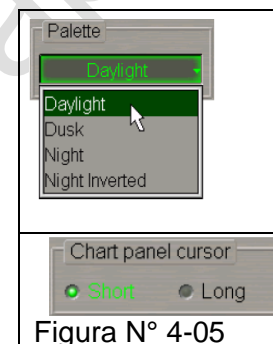 Palette
Daylight
Daylight
Dusk
Night
Night Inverted
Chart panel cursor
Short Long
Figura N° 4-05